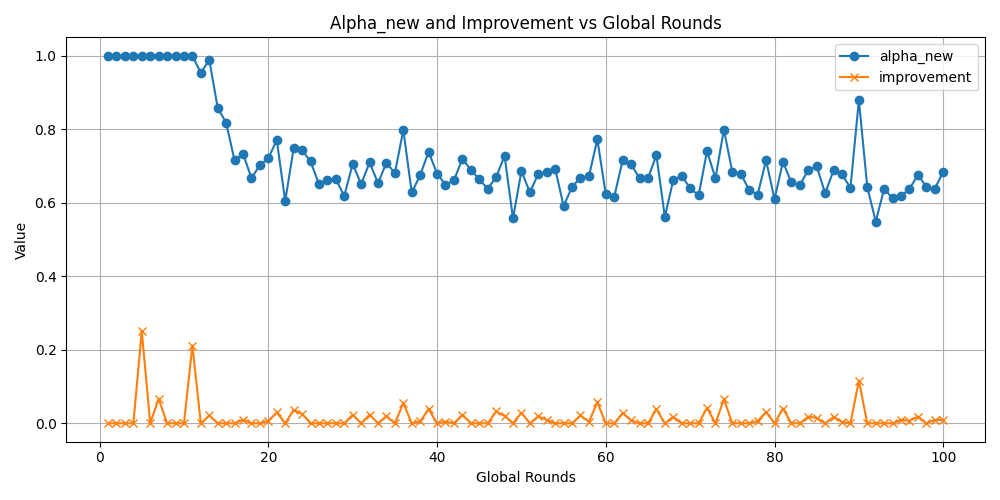 Alpha_new and Improvement vs Global Rounds
alpha_new
improvement
Value
1.0
0.8
0.6
0.4
0.2
0.0
0 20 40 60 80 100
Global Rounds